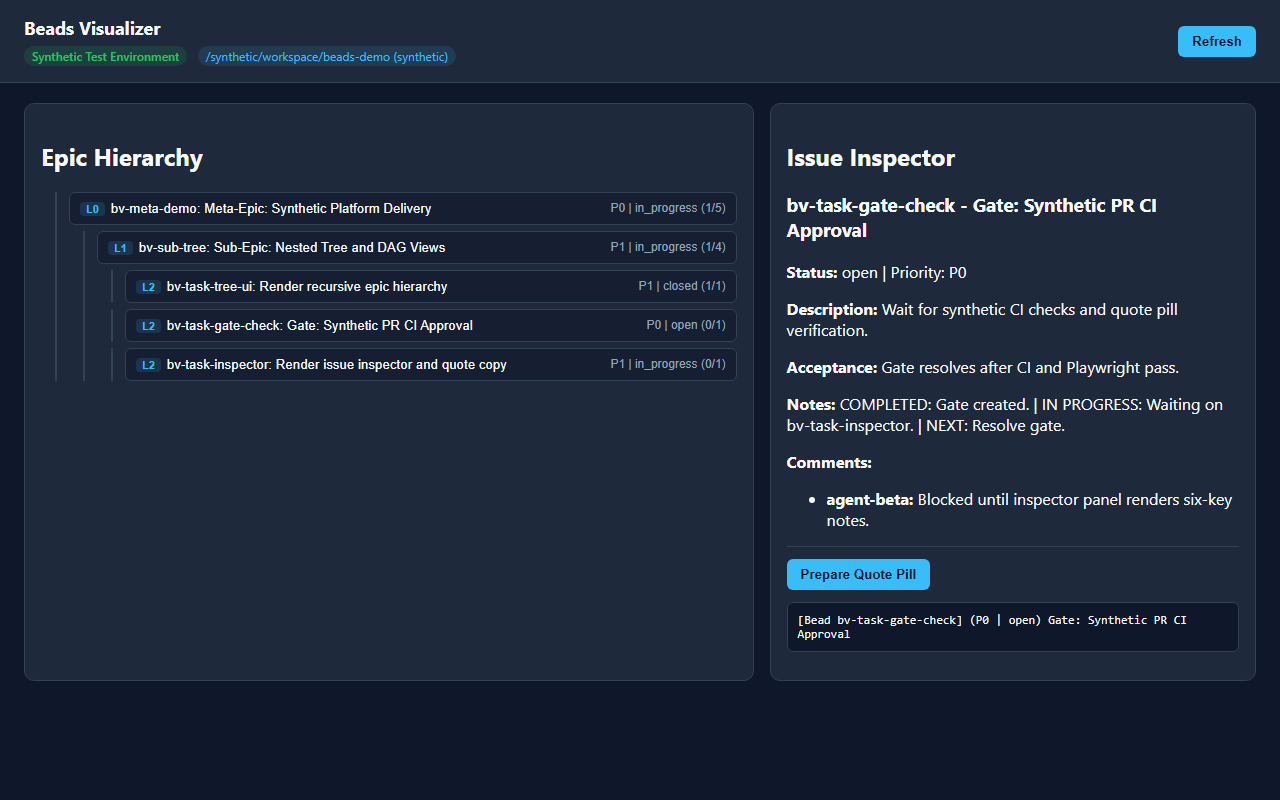 Beads Visualizer
Synthetic Test Environment
/synthetic/workspace/beads-demo (synthetic)
Refresh
Epic Hierarchy
L0 bv-meta-demo: Meta-Epic: Synthetic Platform Delivery P0 | in_progress (1/5)
L1 bv-sub-tree: Sub-Epic: Nested Tree and DAG Views P1 | in_progress (1/4)
L2 bv-task-tree-ui: Render recursive epic hierarchy P1 | closed (1/1)
L2 bv-task-gate-check: Gate: Synthetic PR CI Approval P0 | open (0/1)
L2 bv-task-inspector: Render issue inspector and quote copy P1 | in_progress (0/1)
Issue Inspector
bv-task-gate-check - Gate: Synthetic PR CI
Approval
Status: open | Priority: P0
Description: Wait for synthetic CI checks and quote pill
verification.
Acceptance: Gate resolves after CI and Playwright pass.
Notes: COMPLETED: Gate created. | IN PROGRESS: Waiting on
bv-task-inspector. | NEXT: Resolve gate.
Comments:
agent-beta: Blocked until inspector panel renders six-key
notes.
Prepare Quote Pill
[Bead bv-task-gate-check] (P0 | open) Gate: Synthetic PR CI
Approval